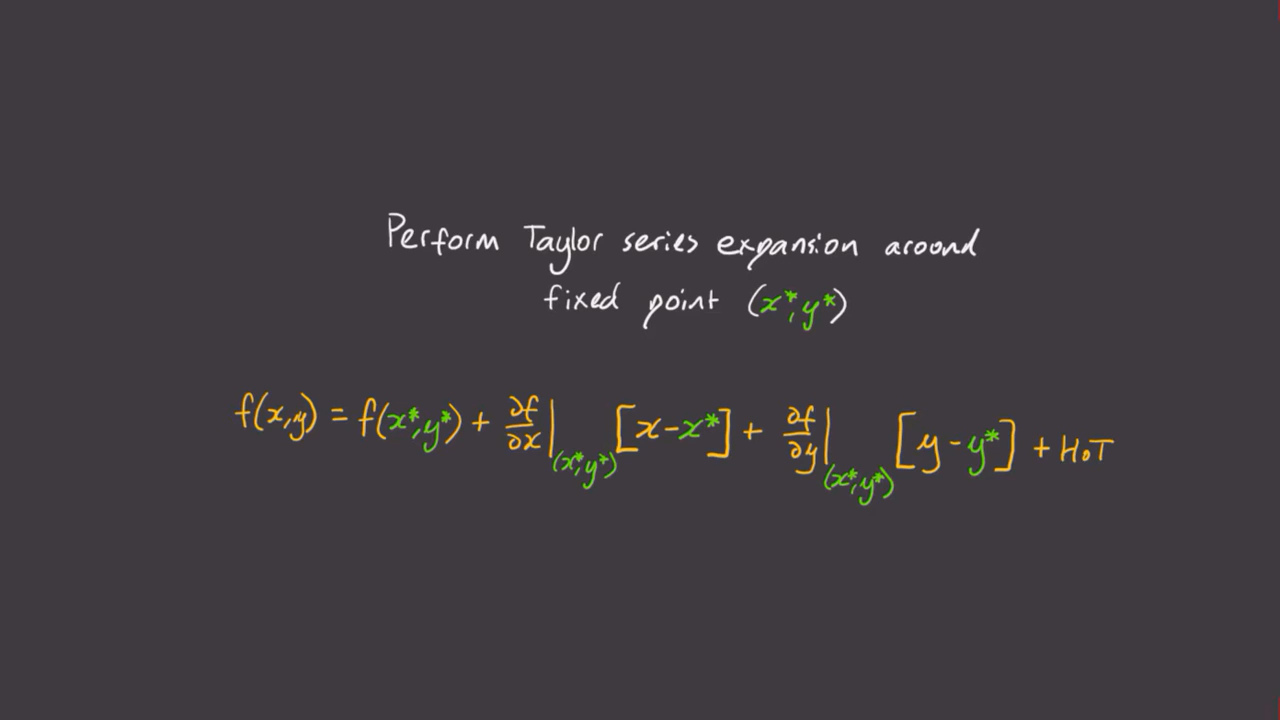 Perform Taylor series expansion around
fixed point (x*, y*)
f(x,y) = f(x*, y*) + ∂f/∂x|(x*, y*) [x-x*] + ∂f/∂y|(x*, y*) [y-y*] + HOT